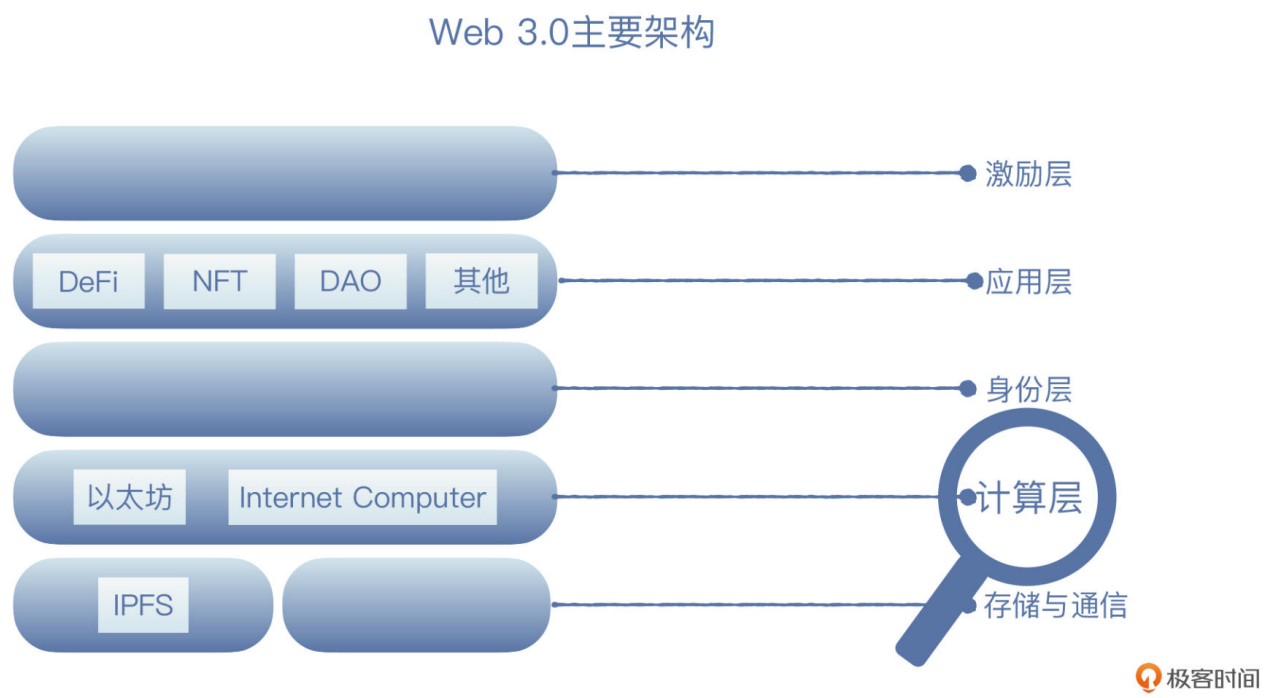 Web 3.0主要架构
激励层
DeFi NFT DAO 其他 应用层
身份层
以太坊 Internet Computer 计算层
IPFS 存储与通信
极客时间